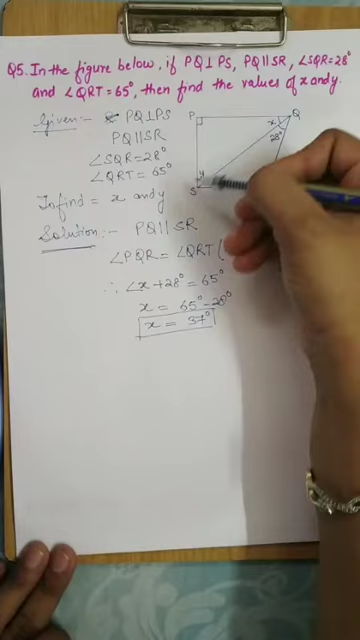 Q5. In the figure below, if PQ⊥PS, PQ∥SR, ∠SQR=28°
and ∠QRT=65°, then find the values of x and y.
Given:- PQ⊥PS
PQ∥SR
∠SQR=28°
∠QRT=65°
To find = x and y
Solution:- PQ∥SR
∠PQR=∠QRT (
∴ ∠x+28°=65°
x = 65°-28°
x = 37°
P
Q
x
28°
y
S